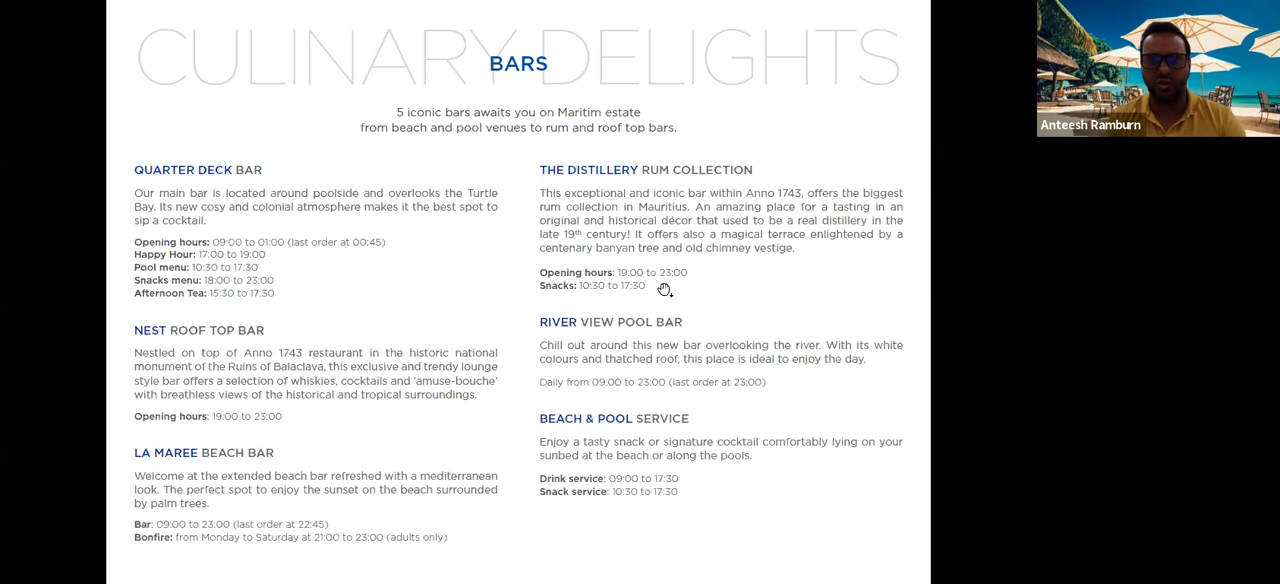 CULINARY DELIGHTS
BARS
5 iconic bars awaits you on Maritim estate
from beach and pool venues to rum and roof top bars.
QUARTER DECK BAR
Our main bar is located around poolside and overlooks the Turtle
Bay. Its new cosy and colonial atmosphere makes it the best spot to
sip a cocktail.
Opening hours: 09:00 to 01:00 (last order at 00:45)
Happy Hour: 17:00 to 19:00
Pool menu: 10:30 to 17:30
Snacks menu: 18:00 to 23:00
Afternoon Tea: 15:30 to 17:30
NEST ROOF TOP BAR
Nestled on top of Anno 1743 restaurant in the historic national
monument of the Ruins of Balaclava, this exclusive and trendy lounge
style bar offers a selection of whiskies, cocktails and 'amuse-bouche'
with breathless views of the historical and tropical surroundings.
Opening hours: 19:00 to 23:00
LA MAREE BEACH BAR
Welcome at the extended beach bar refreshed with a mediterranean
look. The perfect spot to enjoy the sunset on the beach surrounded
by palm trees.
Bar: 09:00 to 23:00 (last order at 22:45)
Bonfire: from Monday to Saturday at 21:00 to 23:00 (adults only)
THE DISTILLERY RUM COLLECTION
This exceptional and iconic bar within Anno 1743, offers the biggest
rum collection in Mauritius. An amazing place for a tasting in an
original and historical décor that used to be a real distillery in the
late 19th century! It offers also a magical terrace enlightened by a
centenary banyan tree and old chimney vestige.
Opening hours: 19:00 to 23:00
Snacks: 10:30 to 17:30
RIVER VIEW POOL BAR
Chill out around this new bar overlooking the river. With its white
colours and thatched roof, this place is ideal to enjoy the day.
Daily from 09:00 to 23:00 (last order at 23:00)
BEACH & POOL SERVICE
Enjoy a tasty snack or signature cocktail comfortably lying on your
sunbed at the beach or along the pools.
Drink service: 09:00 to 17:30
Snack service: 10:30 to 17:30
Anteesh Ramburn